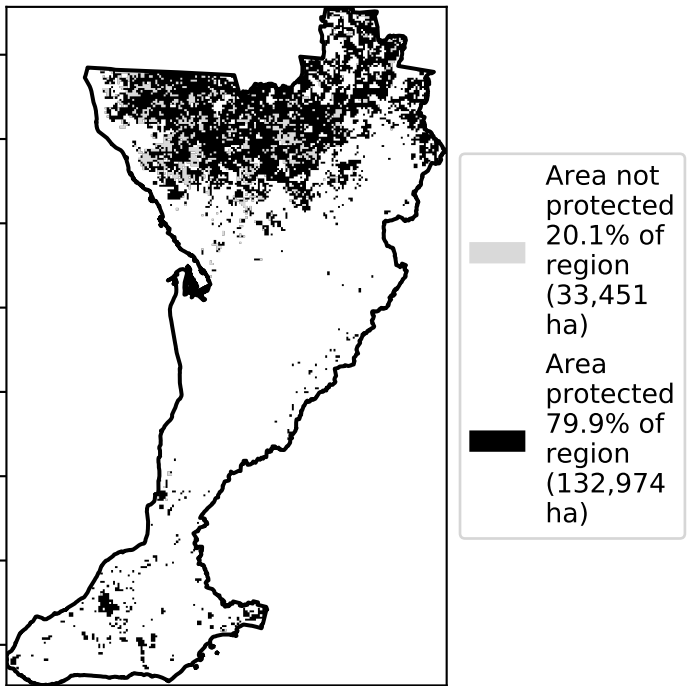 Area not
protected
20.1% of
region
(33,451
ha)
Area
protected
79.9% of
region
(132,974
ha)